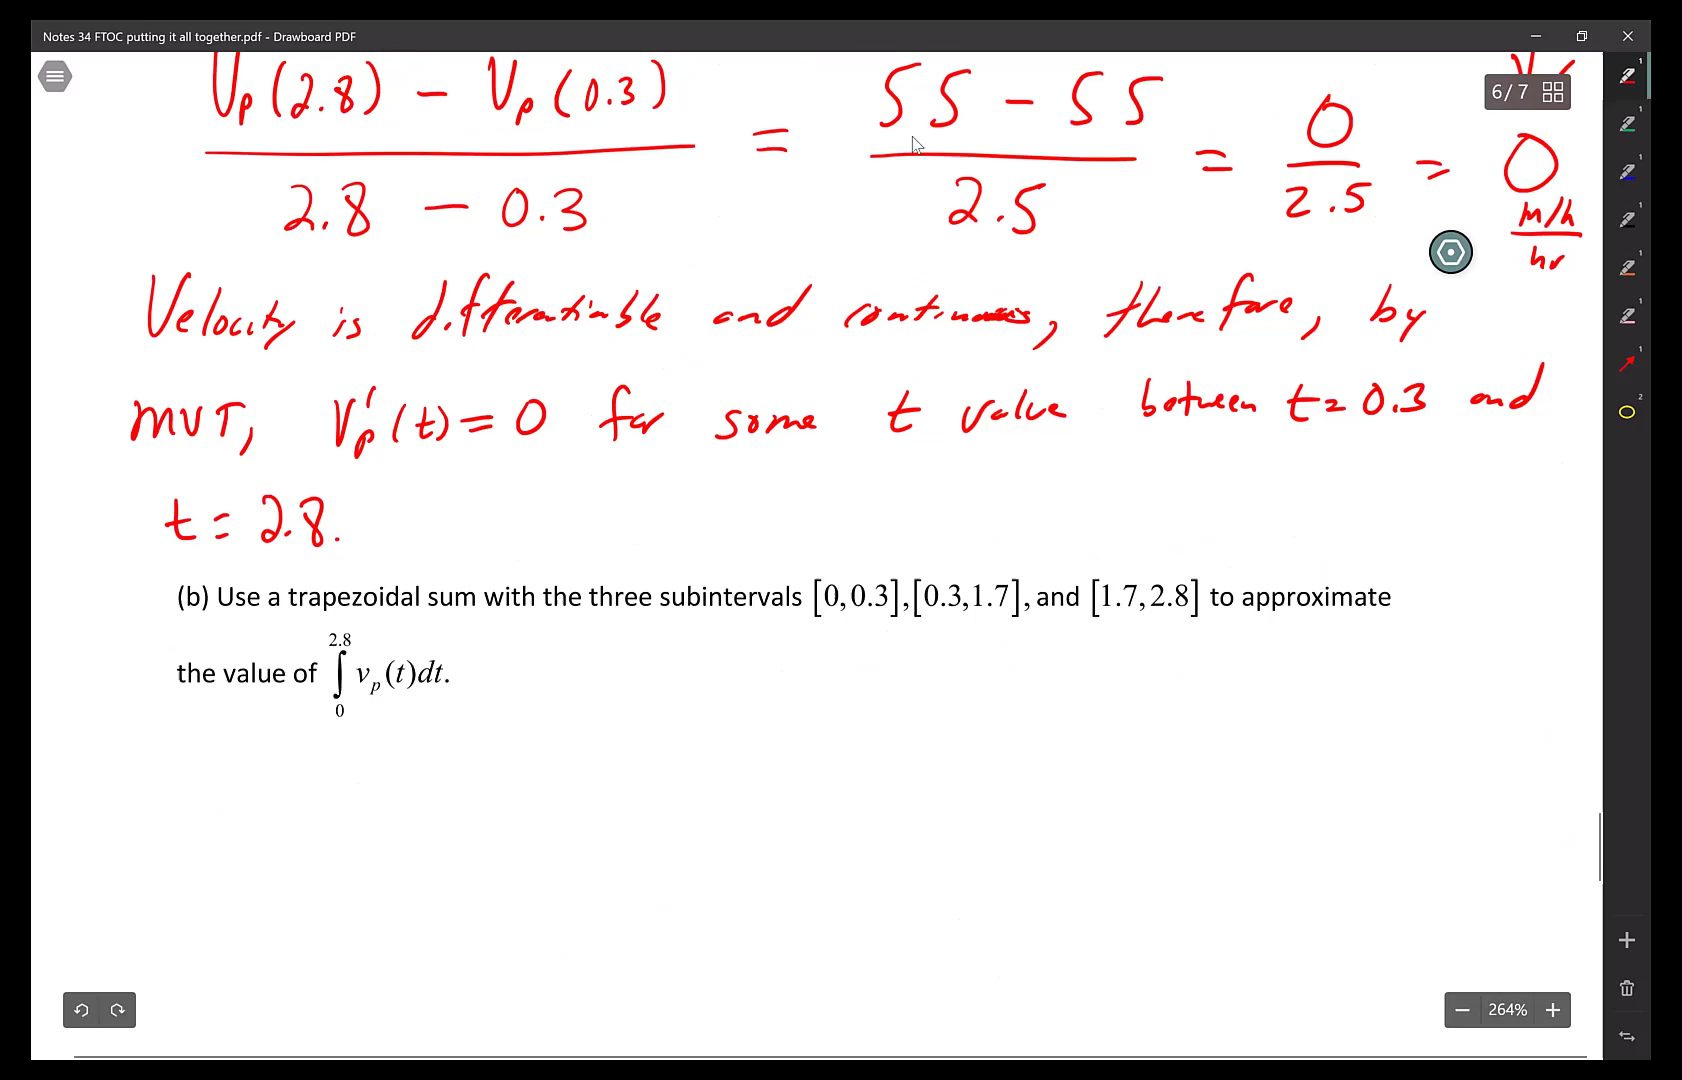 Notes 34 FTOC putting it all together.pdf - Drawboard PDF
6/7
Vp(2.8) - Vp(0.3) / 2.8 - 0.3 = 55 - 55 / 2.5 = 0 / 2.5 = 0 m/h / hr
Velocity is differentiable and continuous, therefore, by
MVT, Vp'(t) = 0 for some t value between t = 0.3 and
t = 2.8.
(b) Use a trapezoidal sum with the three subintervals [0,0.3],[0.3,1.7], and [1.7,2.8] to approximate
the value of ∫₀^2.8 v_p(t)dt.
264%